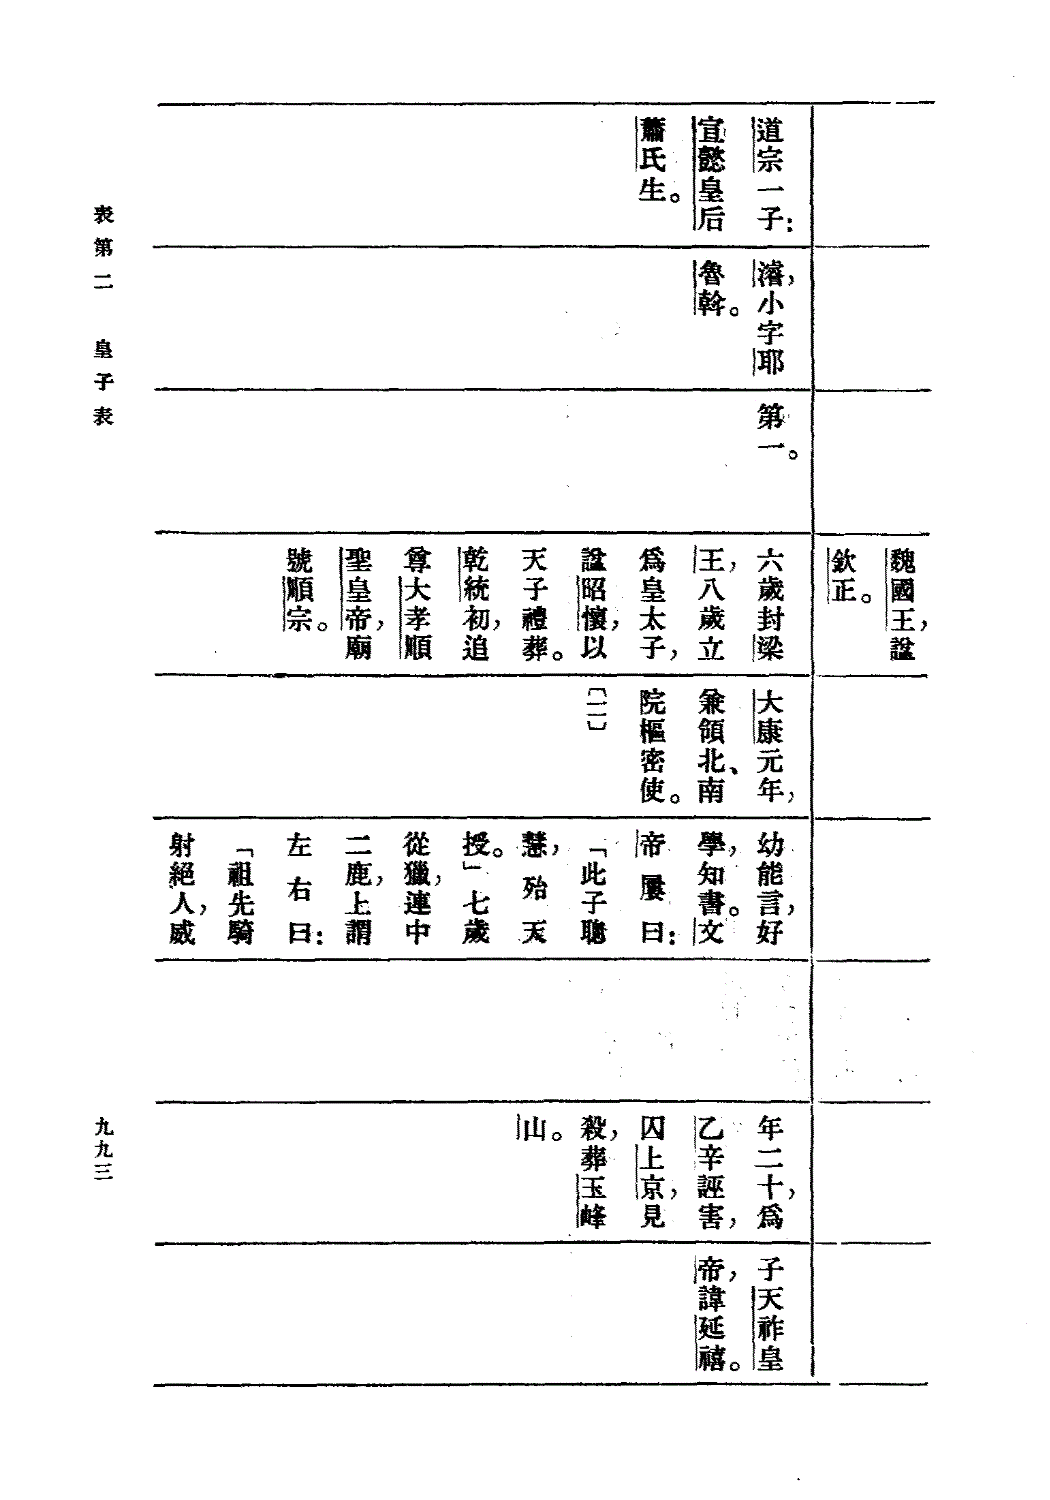 魏國王，諡
欽正。
道宗一子：
宣懿皇后
蕭氏生。
濬，小字耶
魯斡。
第一。
六歲封梁
王，八歲立
爲皇太子，
諡昭懷，以
天子禮葬。
乾統初，追
尊大孝順
聖皇帝，廟
號順宗。
大康元年，
兼領北、南
院樞密使。
〔二〕
幼能言，好
學，知書。文
帝屢曰：
「此子聰
慧，殆天
授。」七歲
從獵，連中
二鹿，上謂
左右曰：
「祖先騎
射絕人，威
年二十，爲
乙辛誣害，
囚上京，見
殺，葬玉峰
山。
子天祚皇
帝，諱延禧。
表第二　皇子表
九九三